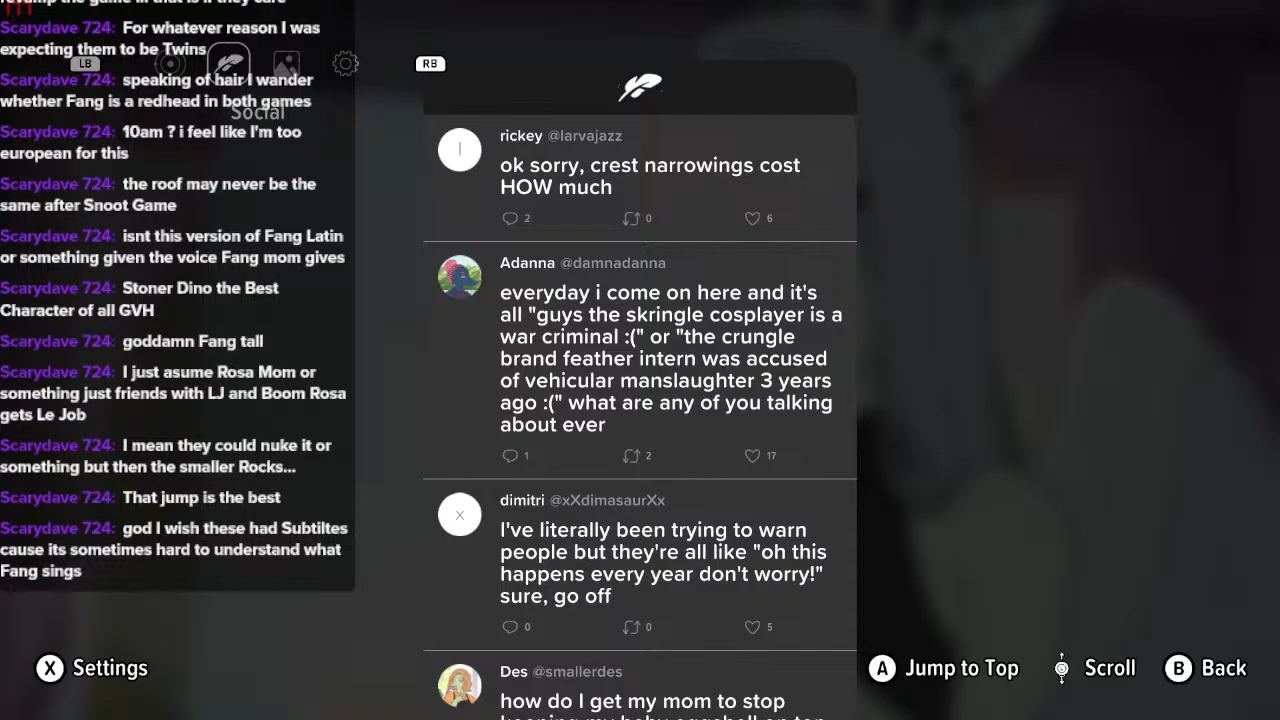 Scarydave 724: For whatever reason I was
expecting them to be Twins
Scarydave 724: speaking of hair I wander
whether Fang is a redhead in both games
Scarydave 724: 10am ? i feel like I'm too
european for this
Scarydave 724: the roof may never be the
same after Snoot Game
Scarydave 724: isnt this version of Fang Latin
or something given the voice Fang mom gives
Scarydave 724: Stoner Dino the Best
Character of all GVH
Scarydave 724: goddamn Fang tall
Scarydave 724: I just asume Rosa Mom or
something just friends with LJ and Boom Rosa
gets Le Job
Scarydave 724: I mean they could nuke it or
something but then the smaller Rocks...
Scarydave 724: That jump is the best
Scarydave 724: god I wish these had Subtiltes
cause its sometimes hard to understand what
Fang sings
LB
Social
RB
rickey @larvajazz
l
ok sorry, crest narrowings cost
HOW much
2 0 6
Adanna @damnadanna
everyday i come on here and it's
all "guys the skringle cosplayer is a
war criminal :(" or "the crungle
brand feather intern was accused
of vehicular manslaughter 3 years
ago :(" what are any of you talking
about ever
1 2 17
dimitri @xXdimasaurXx
x
I've literally been trying to warn
people but they're all like "oh this
happens every year don't worry!"
sure, go off
0 0 5
Des @smallerdes
how do I get my mom to stop
X Settings
A Jump to Top
Scroll
B Back